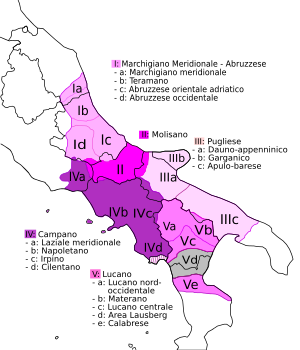 I: Marchigiano Meridionale - Abruzzese
- a: Marchigiano meridionale
- b: Teramano
- c: Abruzzese orientale adriatico
- d: Abruzzese occidentale
Ia
Ib
Ic
Id
II: Molisano
III: Pugliese
- a: Dauno-appenninico
- b: Garganico
- c: Apulo-barese
IIIb
IIIa
II
IVa
IVb
IVc
IIIc
Va
Vb
Vc
IVd
Vd
Ve
IV: Campano
- a: Laziale meridionale
- b: Napoletano
- c: Irpino
- d: Cilentano
V: Lucano
- a: Lucano nord-
occidentale
- b: Materano
- c: Lucano centrale
- d: Area Lausberg
- e: Calabrese